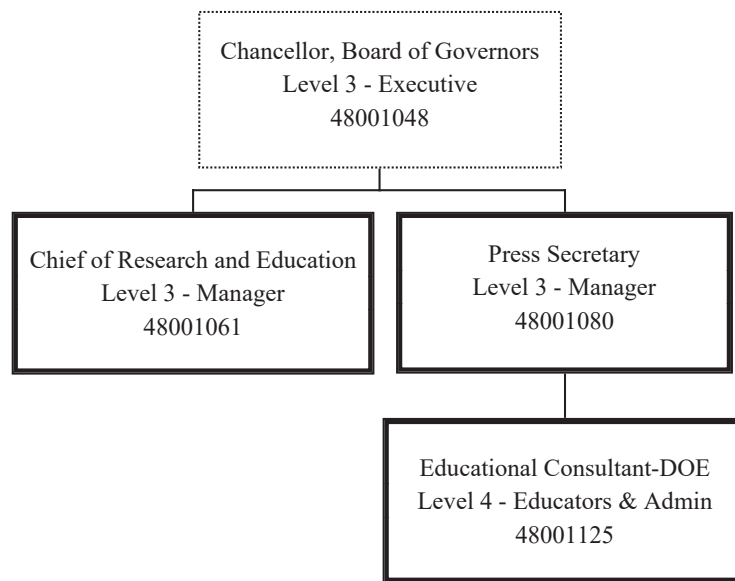 Chancellor, Board of Governors
Level 3 - Executive
48001048
Chief of Research and Education
Level 3 - Manager
48001061
Press Secretary
Level 3 - Manager
48001080
Educational Consultant-DOE
Level 4 - Educators & Admin
48001125